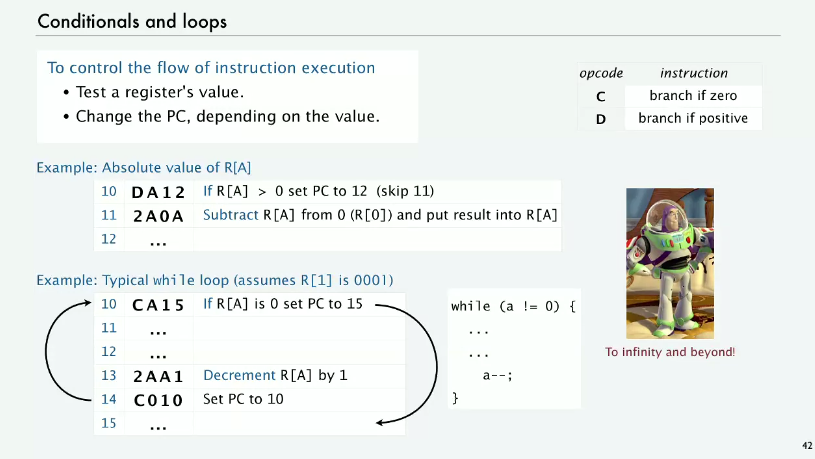 Conditionals and loops
To control the flow of instruction execution
• Test a register's value.
• Change the PC, depending on the value.
opcode instruction
C branch if zero
D branch if positive
Example: Absolute value of R[A]
10 DA12 If R[A] > 0 set PC to 12 (skip 11)
11 2A0A Subtract R[A] from 0 (R[0]) and put result into R[A]
12 ...
Example: Typical while loop (assumes R[1] is 0001)
10 CA15 If R[A] is 0 set PC to 15
11 ...
12 ...
13 2AA1 Decrement R[A] by 1
14 C010 Set PC to 10
15 ...
while (a != 0) {
...
...
a--;
}
To infinity and beyond!
42